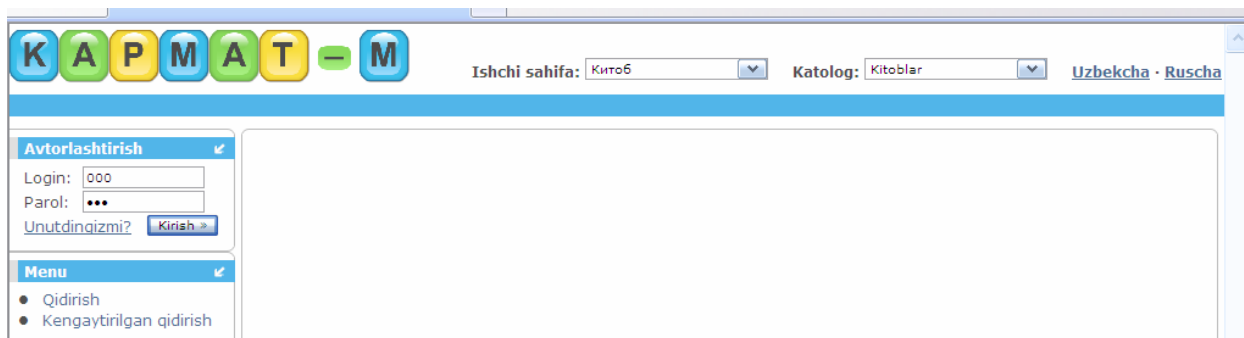 КАРМАТ – М
Ishchi sahifa: Китоб Katolog: Kitoblar Uzbekcha · Ruscha
Avtorlashtirish
Login: 000
Parol: •••
Unutdingizmi? Kirish »
Menu
• Qidirish
• Kengaytirilgan qidirish